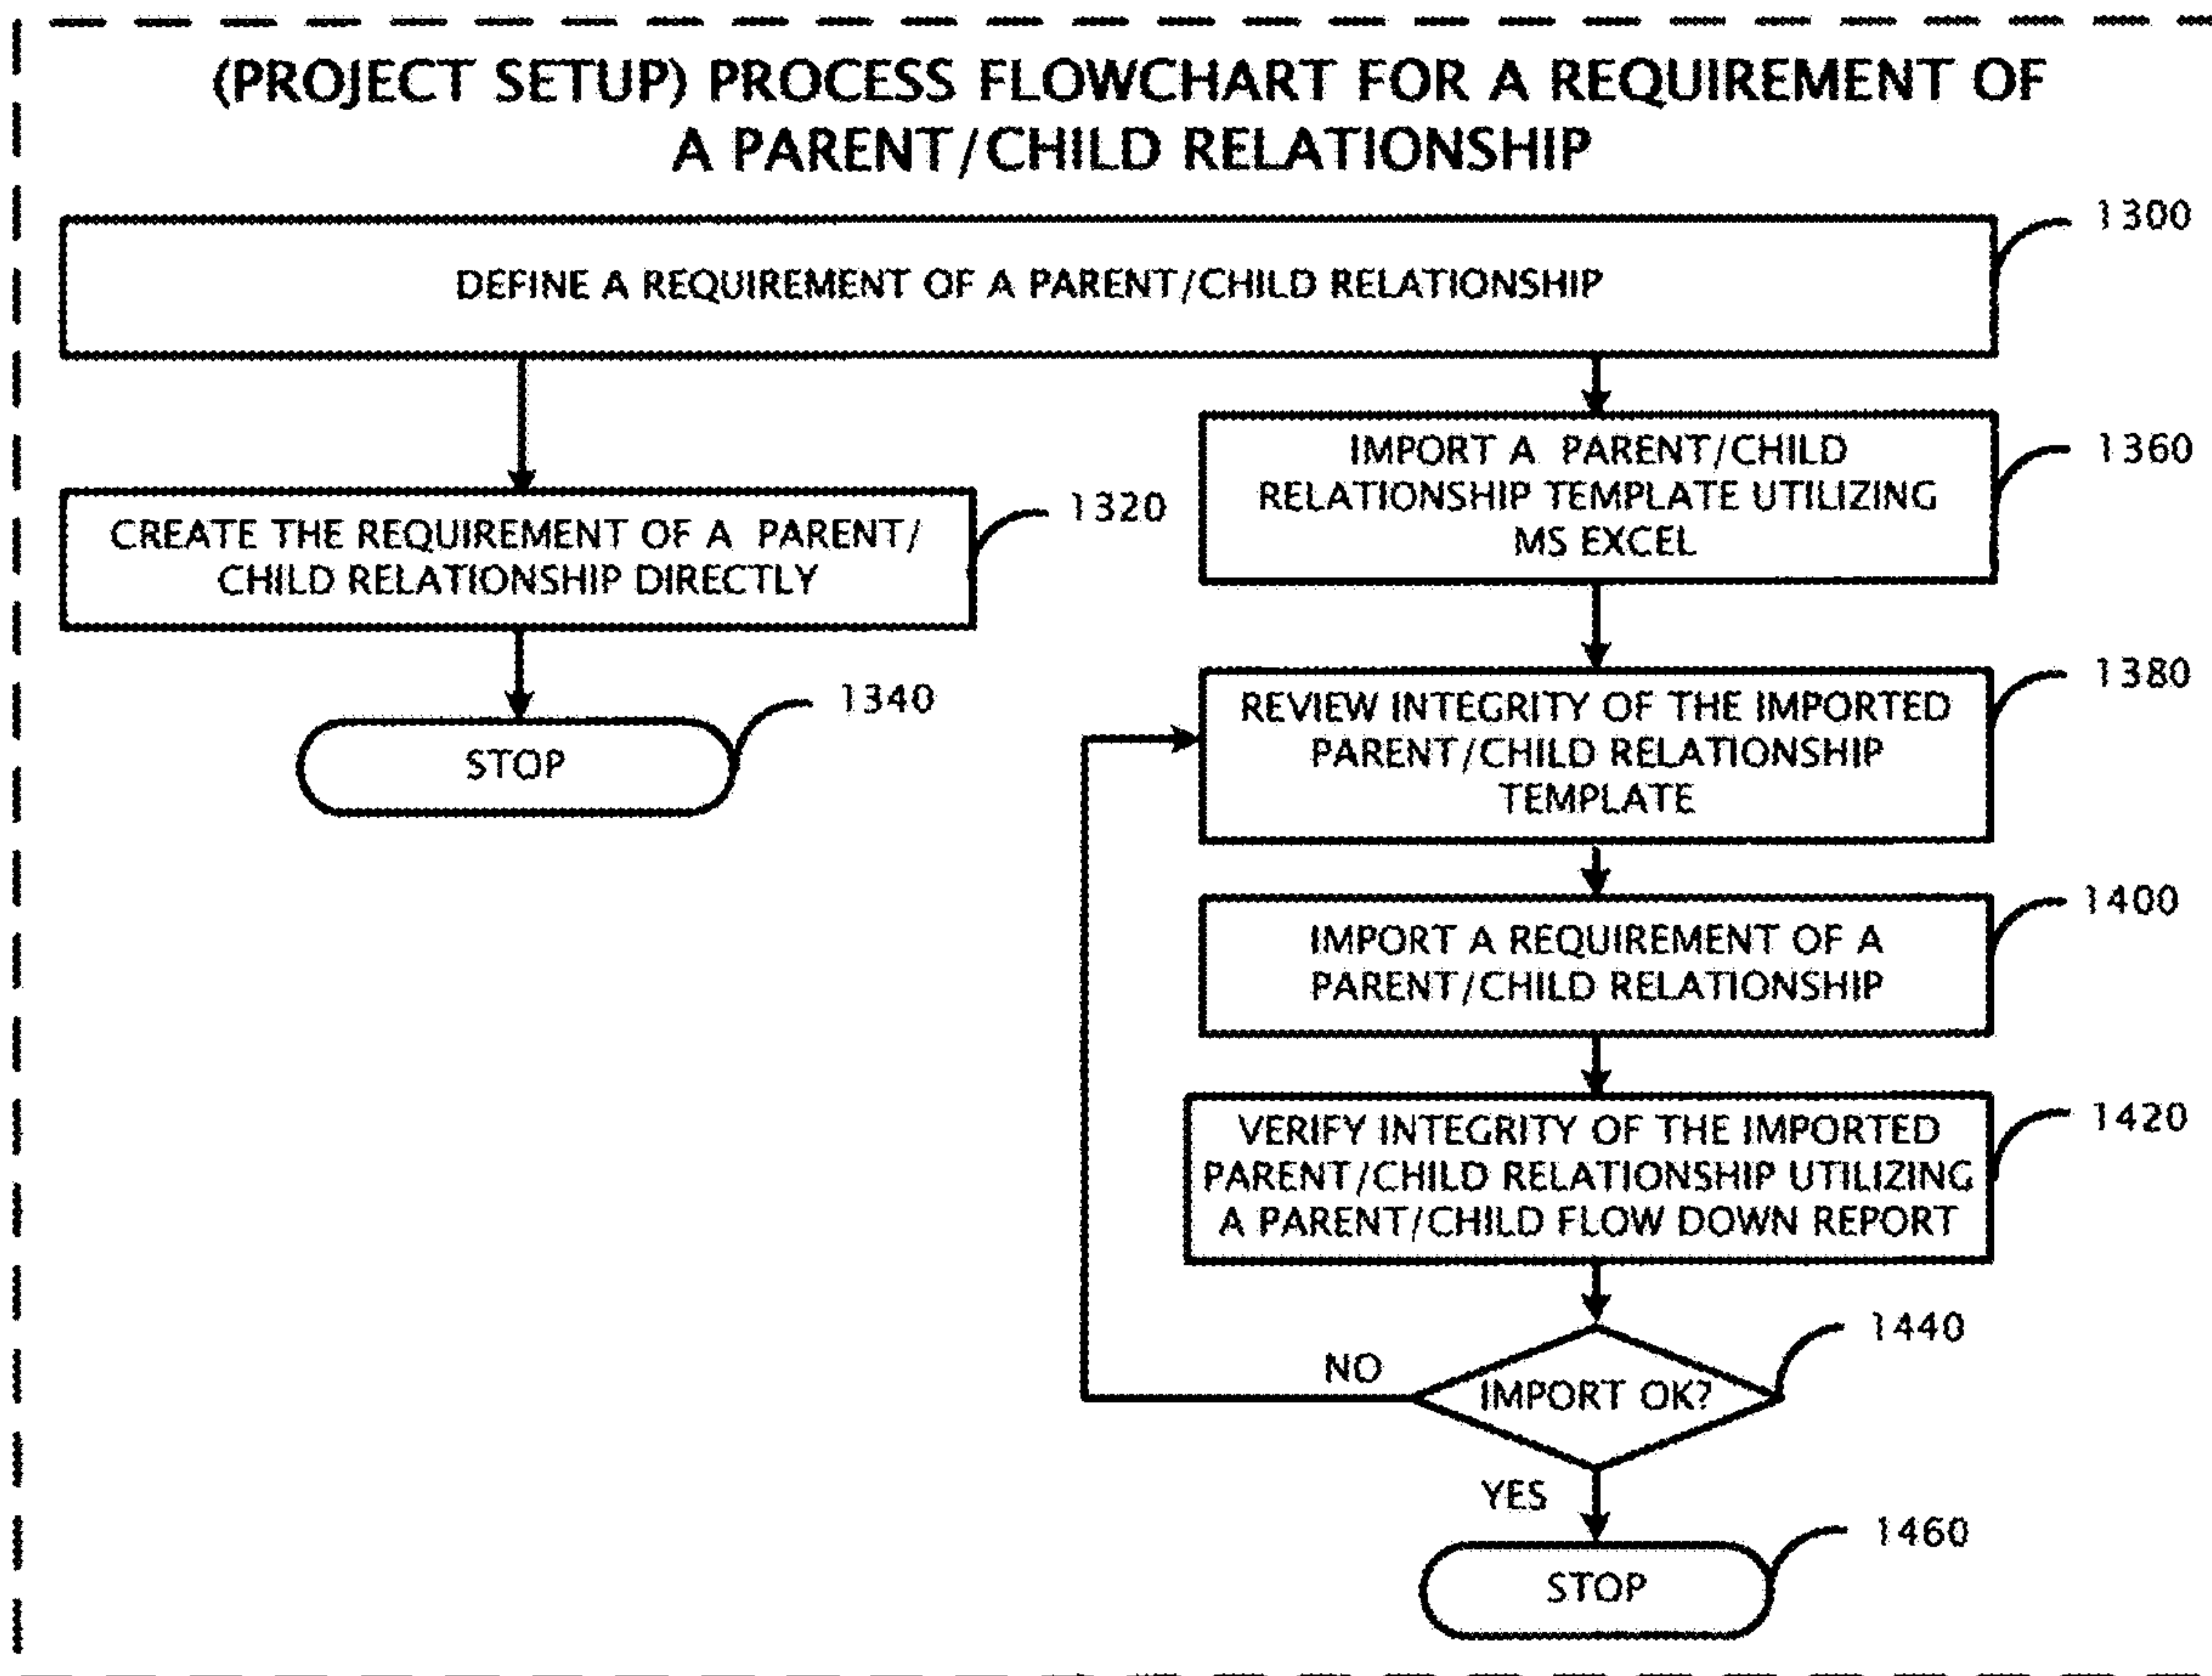 (PROJECT SETUP) PROCESS FLOWCHART FOR A REQUIREMENT OF
A PARENT/CHILD RELATIONSHIP
1300
DEFINE A REQUIREMENT OF A PARENT/CHILD RELATIONSHIP
1320
CREATE THE REQUIREMENT OF A PARENT/
CHILD RELATIONSHIP DIRECTLY
1340
STOP
1360
IMPORT A PARENT/CHILD
RELATIONSHIP TEMPLATE UTILIZING
MS EXCEL
1380
REVIEW INTEGRITY OF THE IMPORTED
PARENT/CHILD RELATIONSHIP
TEMPLATE
1400
IMPORT A REQUIREMENT OF A
PARENT/CHILD RELATIONSHIP
1420
VERIFY INTEGRITY OF THE IMPORTED
PARENT/CHILD RELATIONSHIP UTILIZING
A PARENT/CHILD FLOW DOWN REPORT
1440
NO
IMPORT OK?
YES
1460
STOP